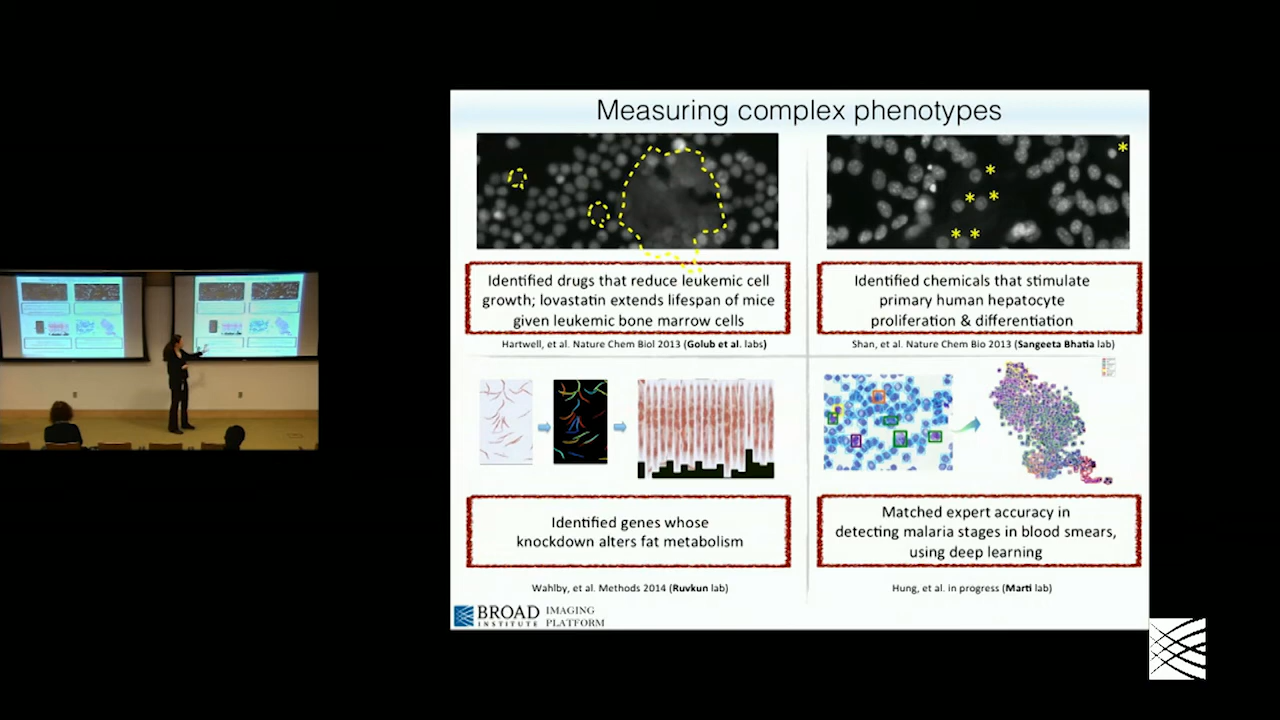 Measuring complex phenotypes
Identified drugs that reduce leukemic cell
growth; lovastatin extends lifespan of mice
given leukemic bone marrow cells
Hartwell, et al. Nature Chem Biol 2013 (Golub et al. labs)
Identified chemicals that stimulate
primary human hepatocyte
proliferation & differentiation
Shan, et al. Nature Chem Bio 2013 (Sangeeta Bhatia lab)
Identified genes whose
knockdown alters fat metabolism
Wahlby, et al. Methods 2014 (Ruvkun lab)
Matched expert accuracy in
detecting malaria stages in blood smears,
using deep learning
Hung, et al. in progress (Marti lab)
BROAD
INSTITUTE
IMAGING
PLATFORM